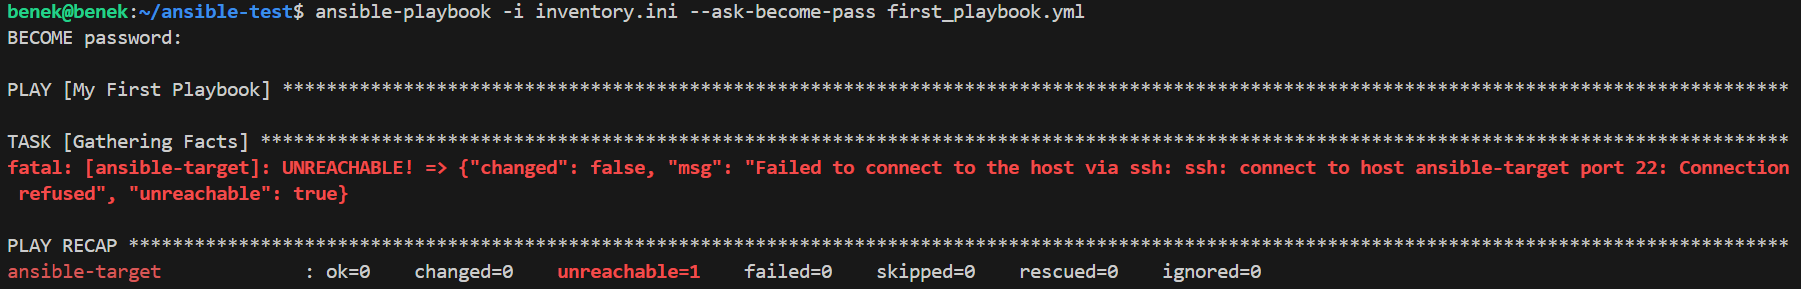 benek@benek:~/ansible-test$ ansible-playbook -i inventory.ini --ask-become-pass first_playbook.yml
BECOME password:
PLAY [My First Playbook] *****************************************************************************************************************************************
TASK [Gathering Facts] *******************************************************************************************************************************************
fatal: [ansible-target]: UNREACHABLE! => {"changed": false, "msg": "Failed to connect to the host via ssh: ssh: connect to host ansible-target port 22: Connection
refused", "unreachable": true}
PLAY RECAP *******************************************************************************************************************************************************
ansible-target : ok=0 changed=0 unreachable=1 failed=0 skipped=0 rescued=0 ignored=0